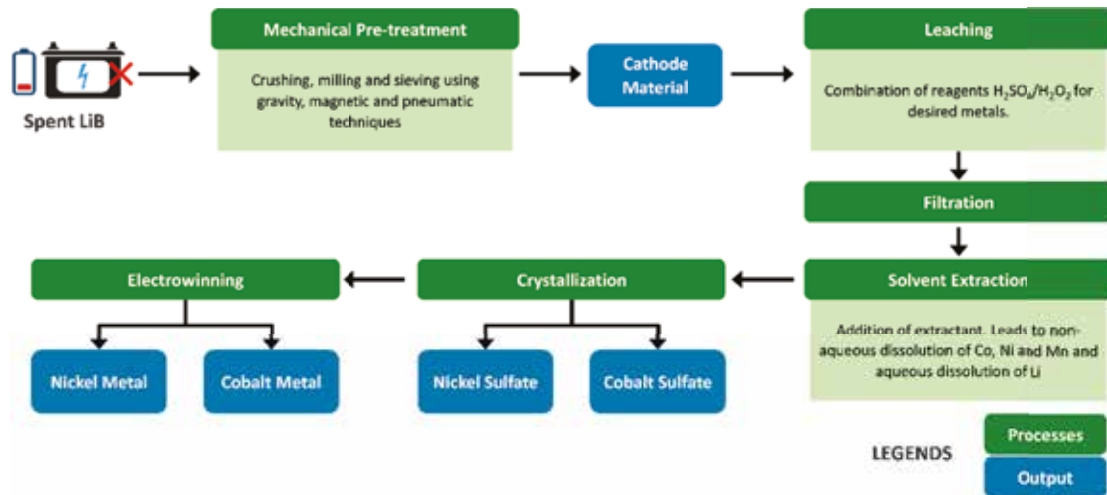 Mechanical Pre-treatment
Crushing, milling and sieving using
gravity, magnetic and pneumatic
techniques
Spent LiB
Cathode
Material
Leaching
Combination of reagents H₂SO₄/H₂O₂ for
desired metals.
Filtration
Solvent Extraction
Addition of extractant. Leads to non-
aqueous dissolution of Co, Ni and Mn and
aqueous dissolution of Li
Crystallization
Nickel Sulfate
Cobalt Sulfate
Electrowinning
Nickel Metal
Cobalt Metal
LEGENDS
Processes
Output